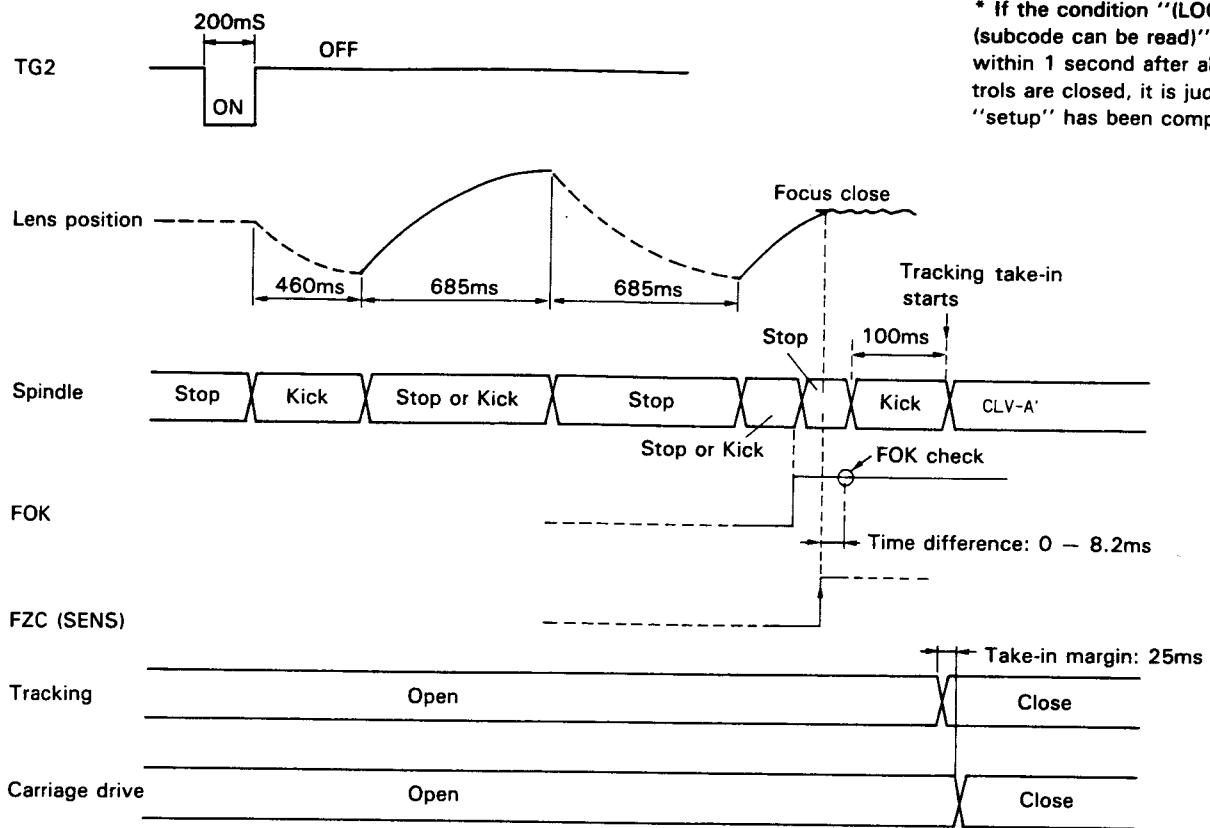 * If the condition "(LOC
(subcode can be read)"
within 1 second after a
trols are closed, it is jud
"setup" has been comp
200mS
OFF
TG2
ON
Focus close
Lens position
Tracking take-in
starts
460ms
685ms
685ms
Stop
100ms
Spindle
Stop
Kick
Stop or Kick
Stop
Kick
CLV-A'
Stop or Kick
FOK check
FOK
Time difference: 0 — 8.2ms
FZC (SENS)
Take-in margin: 25ms
Tracking
Open
Close
Carriage drive
Open
Close